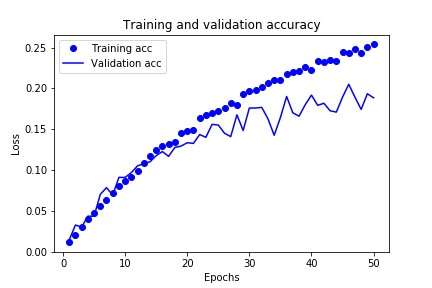 Training and validation accuracy
Training acc
Validation acc
Loss
0.25
0.20
0.15
0.10
0.05
0.00
0 10 20 30 40 50
Epochs